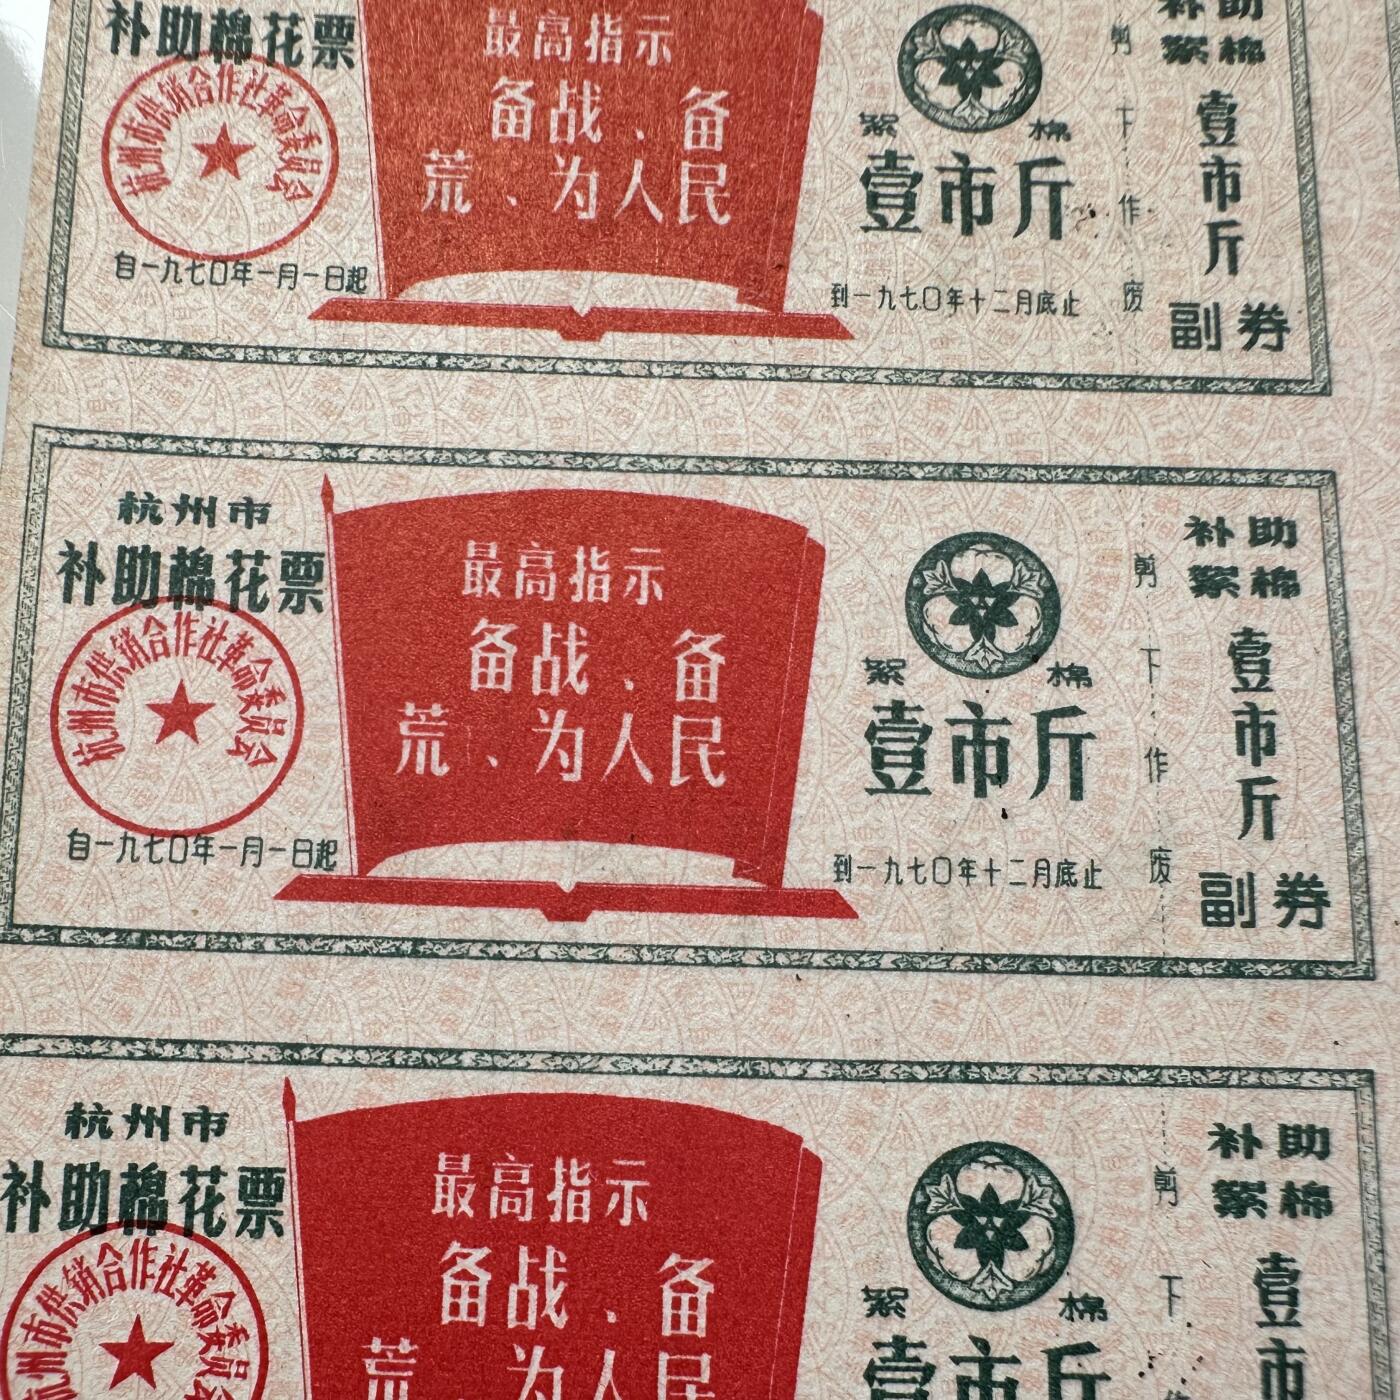 补助棉花票
杭州市供销合作社革命委员会
自一九七〇年一月一日起
最高指示
备战、备
荒、为人民
絮棉
壹市斤
到一九七〇年十二月底止
剪下作废
补助
絮棉
壹市斤
副券
杭州市
补助棉花票
杭州市供销合作社革命委员会
自一九七〇年一月一日起
最高指示
备战、备
荒、为人民
絮棉
壹市斤
到一九七〇年十二月底止
剪下作废
补助
絮棉
壹市斤
副券
杭州市
补助棉花票
杭州市供销合作社革命委员会
最高指示
备战、备
荒、为人民
絮棉
壹市斤
剪下作
补助
絮棉
壹市